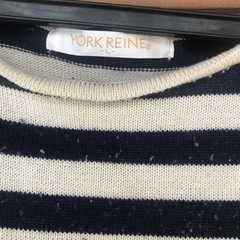 YORK REINE®
- L -